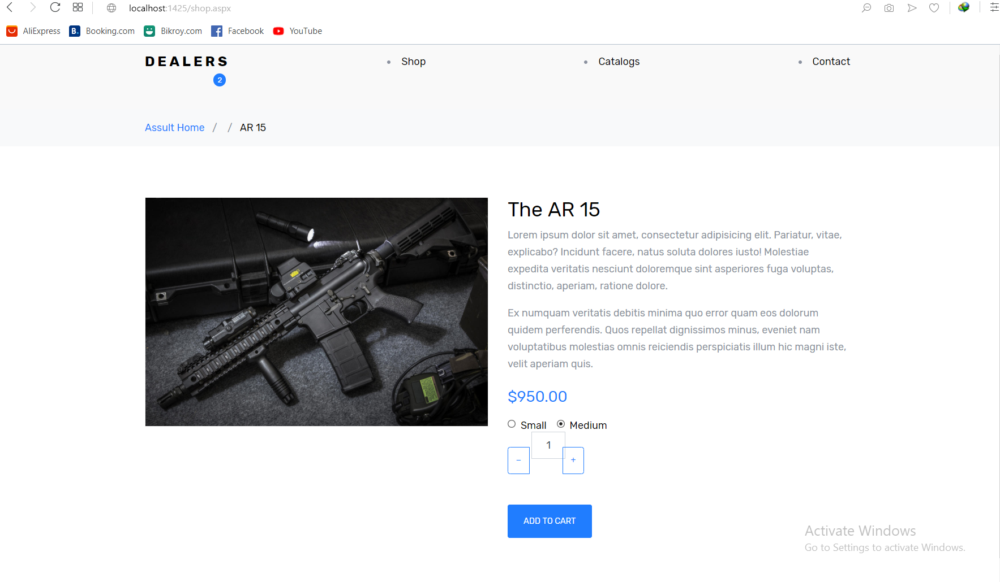 localhost:1425/shop.aspx
AliExpress B. Booking.com Bikroy.com Facebook YouTube
DEALERS Shop Catalogs Contact
2
Assult Home / / AR 15
The AR 15
Lorem ipsum dolor sit amet, consectetur adipisicing elit. Pariatur, vitae,
explicabo? Incidunt facere, natus soluta dolores iusto! Molestiae
expedita veritatis nesciunt doloremque sint asperiores fuga voluptas,
distinctio, aperiam, ratione dolore.
Ex numquam veritatis debitis minima quo error quam eos dolorum
quidem perferendis. Quos repellat dignissimos minus, eveniet nam
voluptatibus molestias omnis reiciendis perspiciatis illum hic magni iste,
velit aperiam quis.
$950.00
Small Medium
1
− +
ADD TO CART
Activate Windows
Go to Settings to activate Windows.